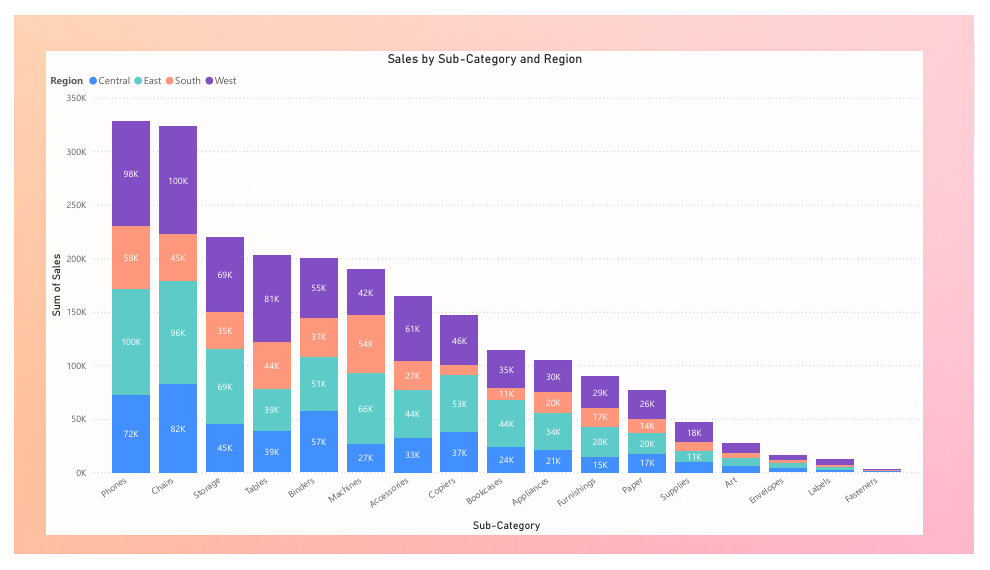 Sales by Sub-Category and Region
Region Central East South West
350K
300K
250K
200K
150K
100K
50K
0K
Sum of Sales
98K
58K
100K
72K
100K
45K
96K
82K
69K
35K
69K
45K
81K
44K
39K
39K
55K
37K
51K
57K
42K
54K
66K
27K
61K
27K
44K
33K
46K
53K
37K
35K
11K
44K
24K
30K
20K
34K
21K
29K
17K
28K
15K
26K
14K
20K
17K
18K
11K
Phones
Chairs
Storage
Tables
Binders
Machines
Accessories
Copiers
Bookcases
Appliances
Furnishings
Paper
Supplies
Art
Envelopes
Labels
Fasteners
Sub-Category